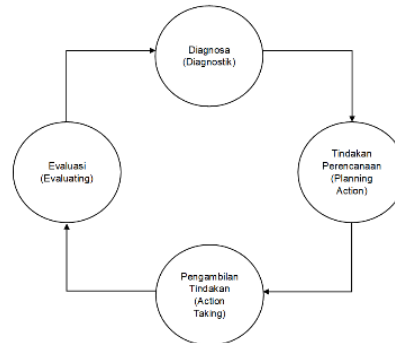 Diagnosa
(Diagnostik)
Tindakan
Perencanaan
(Planning
Action)
Pengambilan
Tindakan
(Action
Taking)
Evaluasi
(Evaluating)